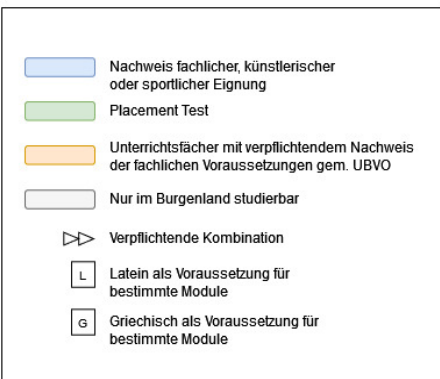 Nachweis fachlicher, künstlerischer
oder sportlicher Eignung
Placement Test
Unterrichtsfächer mit verpflichtendem Nachweis
der fachlichen Voraussetzungen gem. UBVO
Nur im Burgenland studierbar
Verpflichtende Kombination
L Latein als Voraussetzung für
bestimmte Module
G Griechisch als Voraussetzung für
bestimmte Module